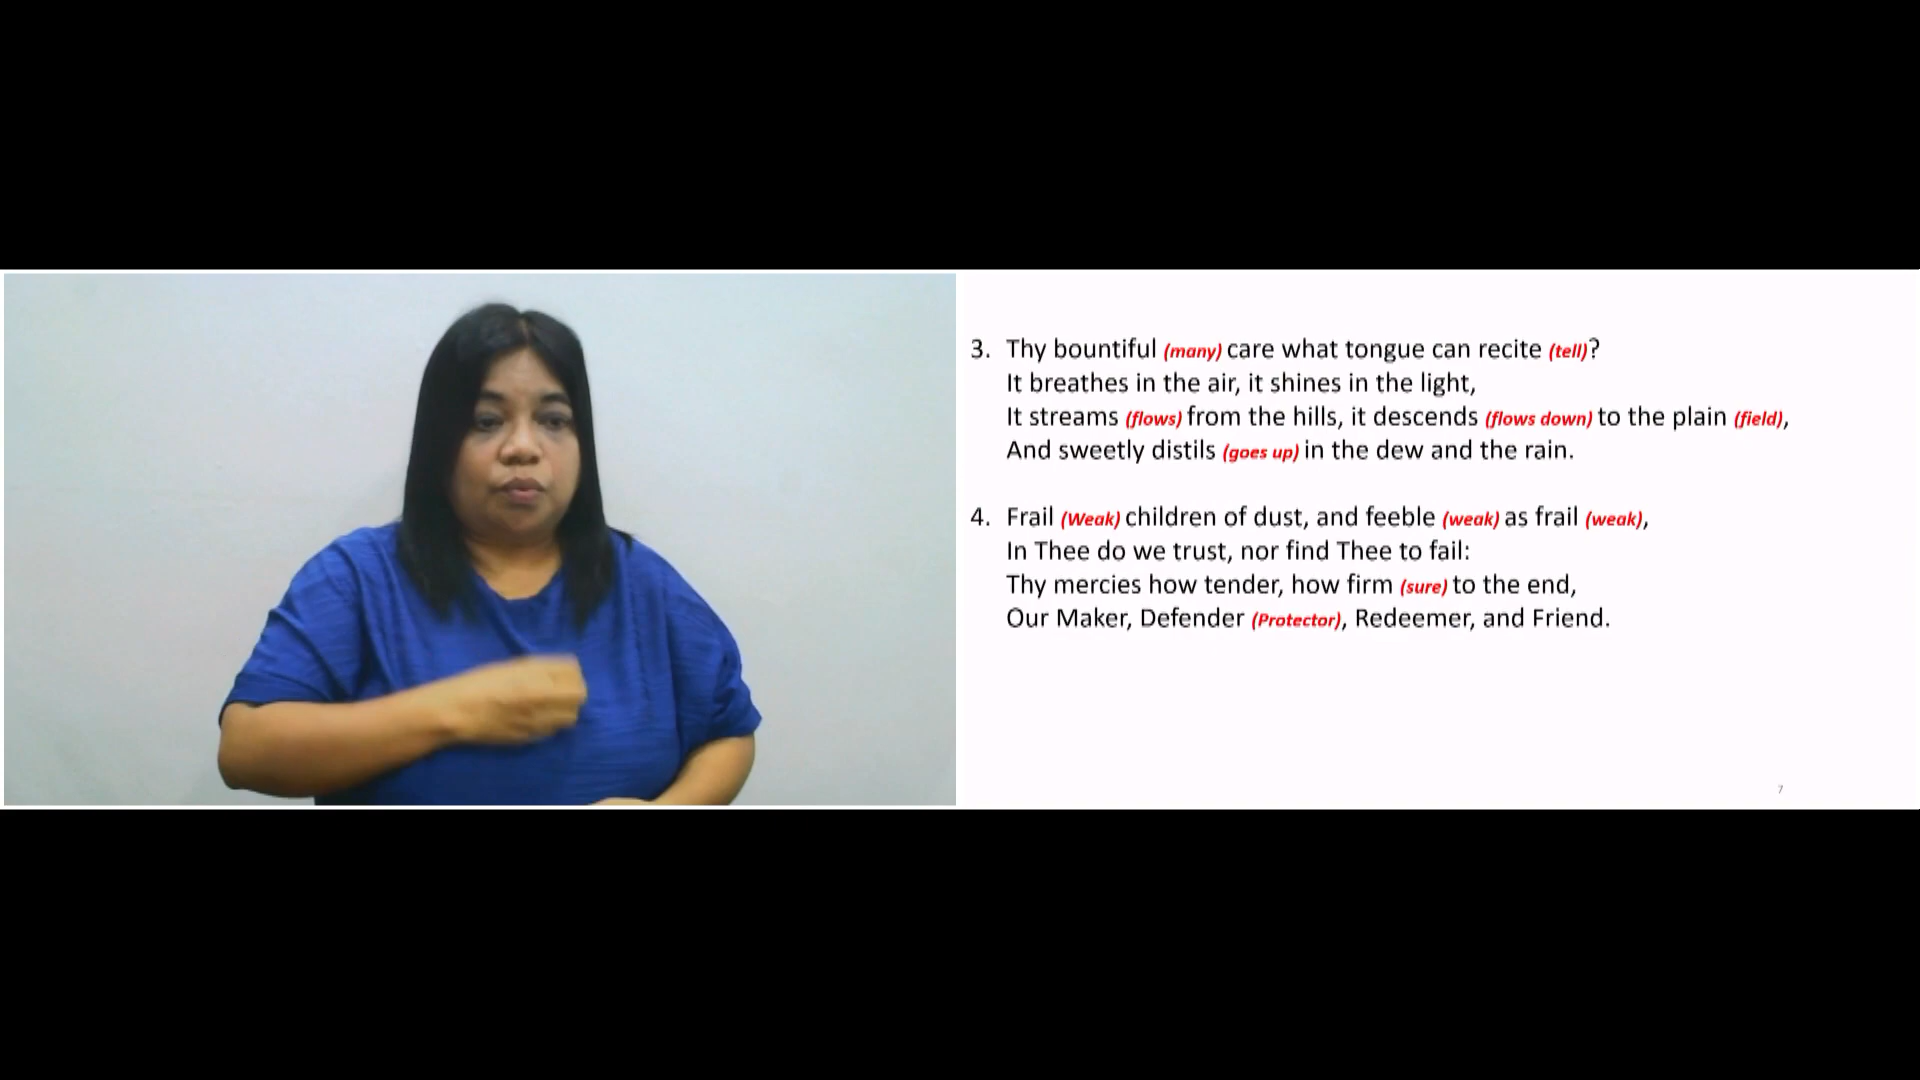 3. Thy bountiful (many) care what tongue can recite (tell)?
It breathes in the air, it shines in the light,
It streams (flows) from the hills, it descends (flows down) to the plain (field),
And sweetly distils (goes up) in the dew and the rain.
4. Frail (Weak) children of dust, and feeble (weak) as frail (weak),
In Thee do we trust, nor find Thee to fail:
Thy mercies how tender, how firm (sure) to the end,
Our Maker, Defender (Protector), Redeemer, and Friend.
7